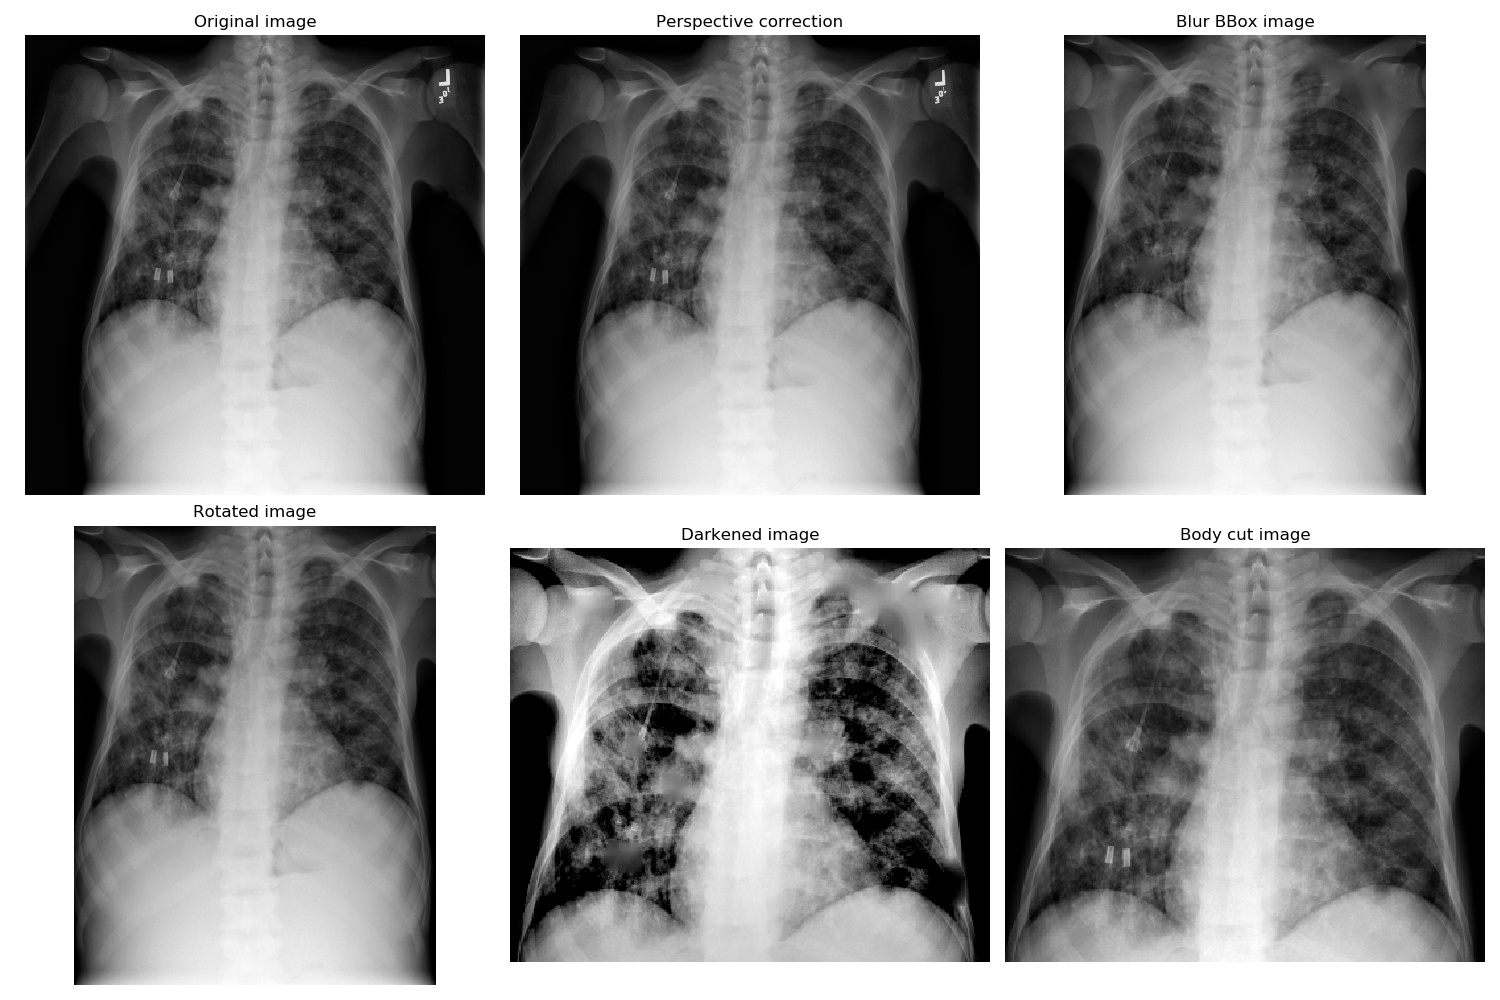 Original image
Perspective correction
Blur BBox image
L
L
Rotated image
Darkened image
Body cut image